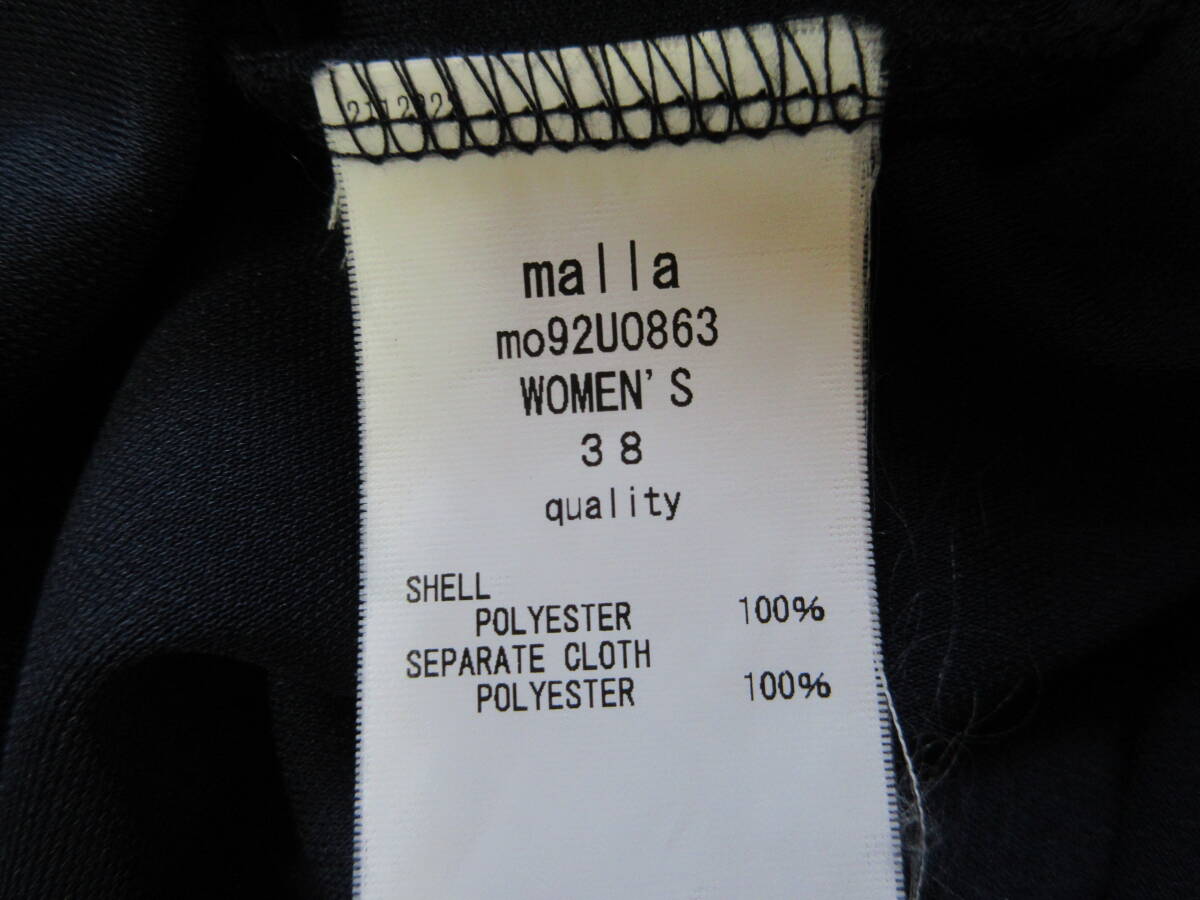 malla
mo92U0863
WOMEN'S
38
quality
SHELL
POLYESTER 100%
SEPARATE CLOTH
POLYESTER 100%